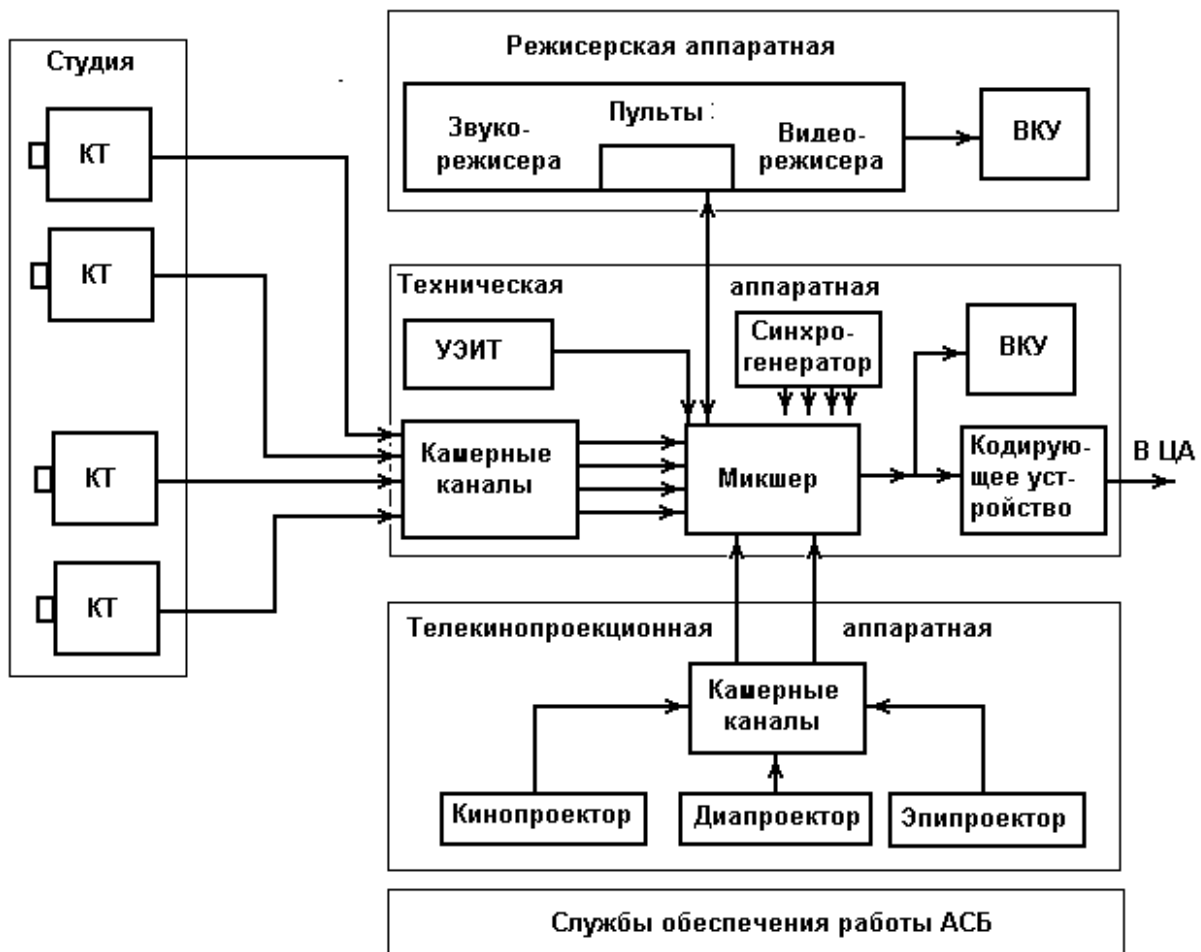 Студия
КТ
КТ
КТ
КТ
Режисерская аппаратная
Пульты :
Звуко-
режисера
Видео-
режисера
ВКУ
Техническая аппаратная
УЭИТ
Синхро-
генератор
ВКУ
Камерные
каналы
Микшер
Кодирую-
щее уст-
ройство
В ЦА
Телекинопроекционная аппаратная
Камерные
каналы
Кинопроектор
Диапроектор
Эпипроектор
Службы обеспечения работы АСБ